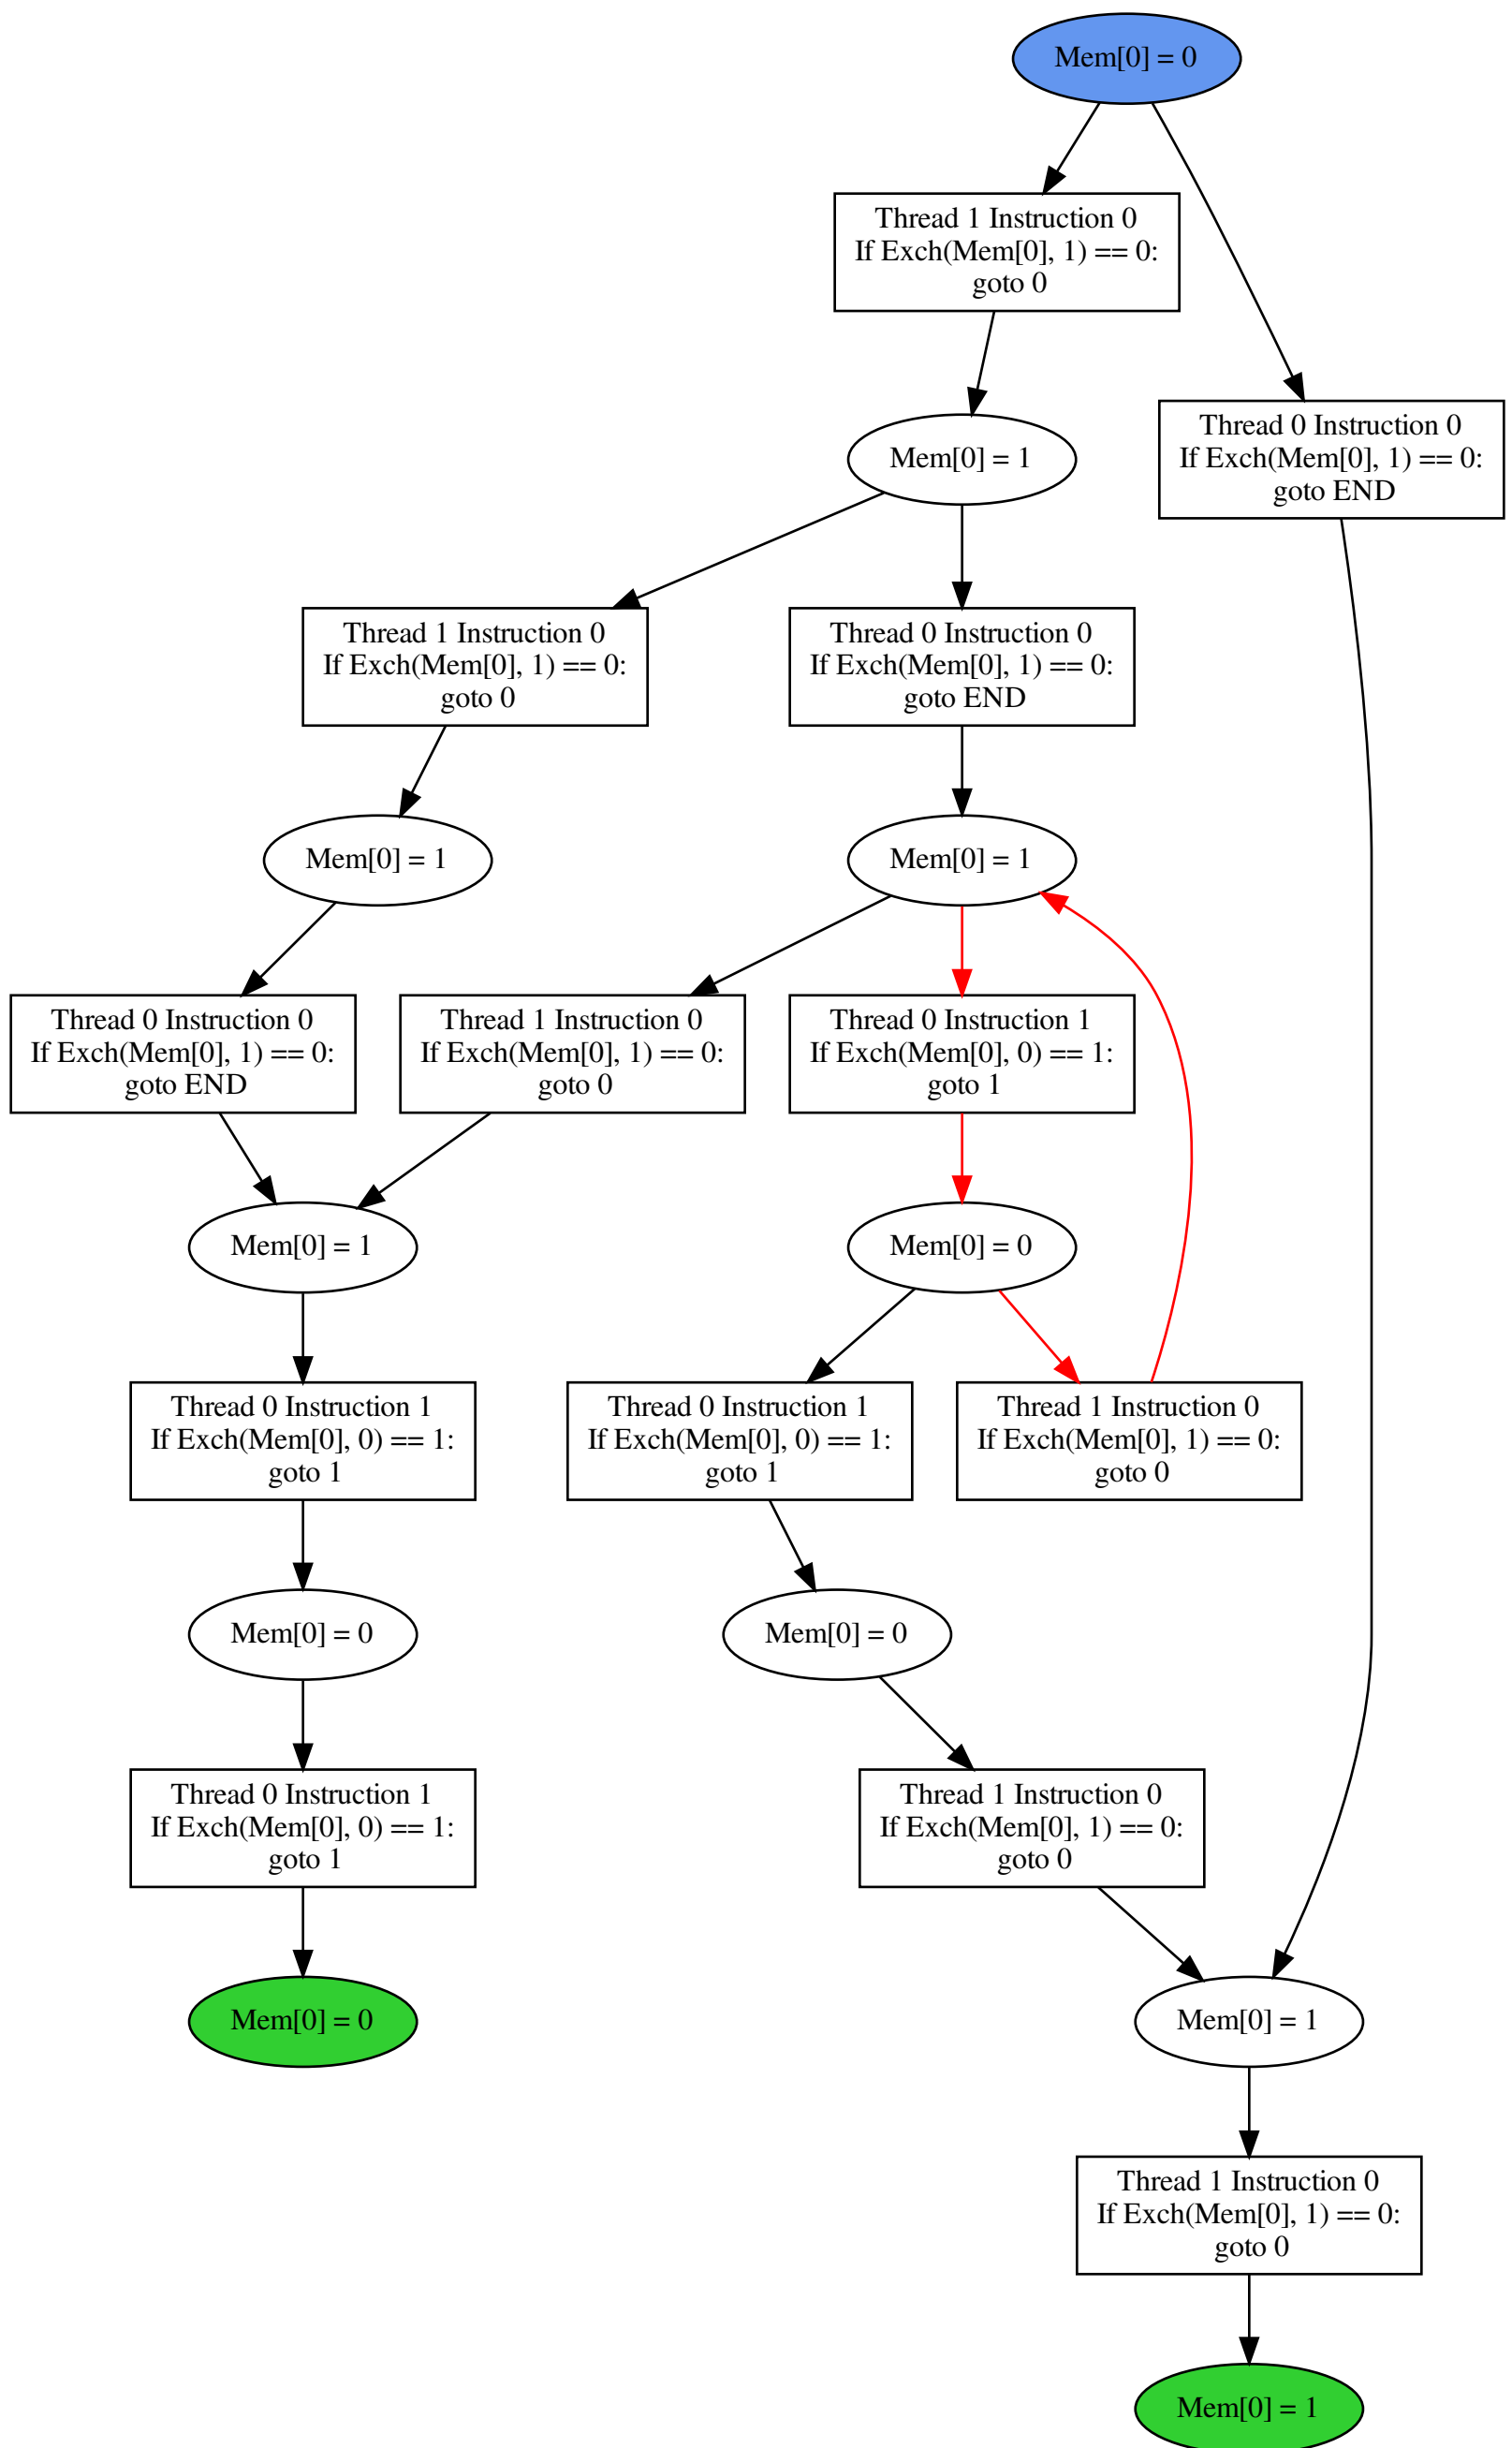 Mem[0] = 0
Thread 1 Instruction 0
If Exch(Mem[0], 1) == 0:
goto 0
Mem[0] = 1
Thread 0 Instruction 0
If Exch(Mem[0], 1) == 0:
goto END
Thread 1 Instruction 0
If Exch(Mem[0], 1) == 0:
goto 0
Thread 0 Instruction 0
If Exch(Mem[0], 1) == 0:
goto END
Mem[0] = 1
Mem[0] = 1
Thread 0 Instruction 0
If Exch(Mem[0], 1) == 0:
goto END
Thread 1 Instruction 0
If Exch(Mem[0], 1) == 0:
goto 0
Thread 0 Instruction 1
If Exch(Mem[0], 0) == 1:
goto 1
Mem[0] = 1
Mem[0] = 0
Thread 0 Instruction 1
If Exch(Mem[0], 0) == 1:
goto 1
Thread 0 Instruction 1
If Exch(Mem[0], 0) == 1:
goto 1
Thread 1 Instruction 0
If Exch(Mem[0], 1) == 0:
goto 0
Mem[0] = 0
Mem[0] = 0
Thread 0 Instruction 1
If Exch(Mem[0], 0) == 1:
goto 1
Thread 1 Instruction 0
If Exch(Mem[0], 1) == 0:
goto 0
Mem[0] = 0
Mem[0] = 1
Thread 1 Instruction 0
If Exch(Mem[0], 1) == 0:
goto 0
Mem[0] = 1